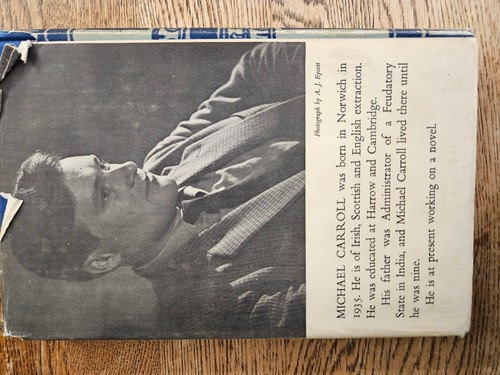 Photograph by A. J. Eyvott
MICHAEL CARROLL was born in Norwich in
1935. He is of Irish, Scottish and English extraction.
He was educated at Harrow and Cambridge.
His father was Administrator of a Feudatory
State in India, and Michael Carroll lived there until
he was nine.
He is at present working on a novel.